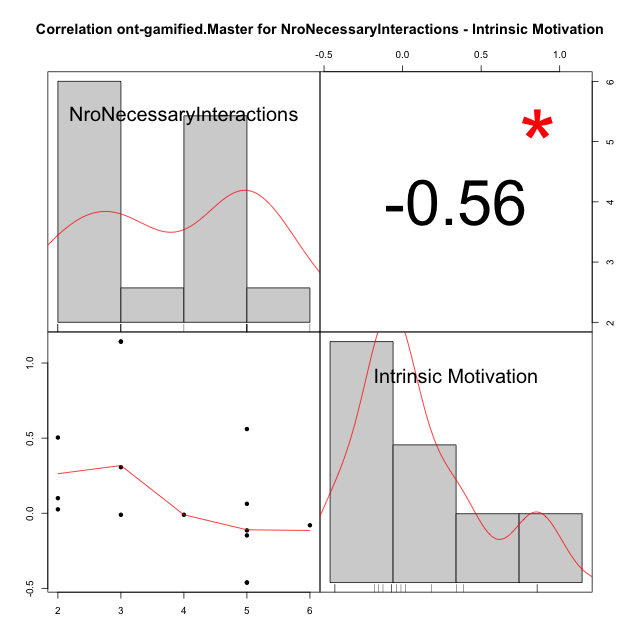 Correlation ont-gamified.Master for NroNecessaryInteractions - Intrinsic Motivation
-0.5 0.0 0.5 1.0
NroNecessaryInteractions
*
-0.56
6
5
4
3
2
Intrinsic Motivation
1.0
0.5
0.0
-0.5
2 3 4 5 6